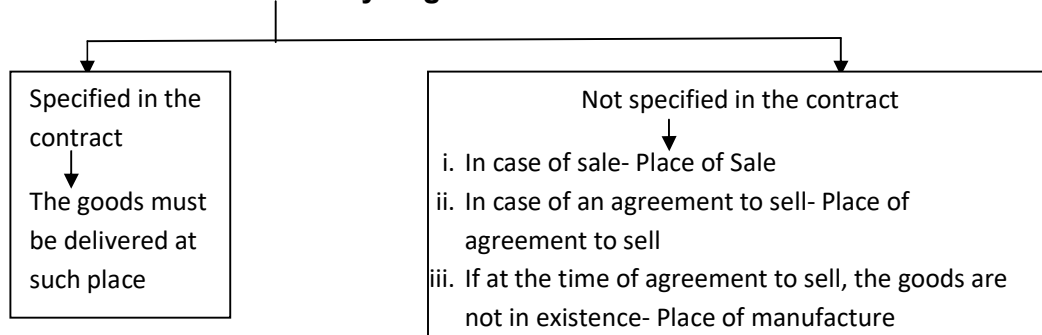 Specified in the
contract
The goods must
be delivered at
such place
Not specified in the contract
i. In case of sale- Place of Sale
ii. In case of an agreement to sell- Place of
agreement to sell
iii. If at the time of agreement to sell, the goods are
not in existence- Place of manufacture